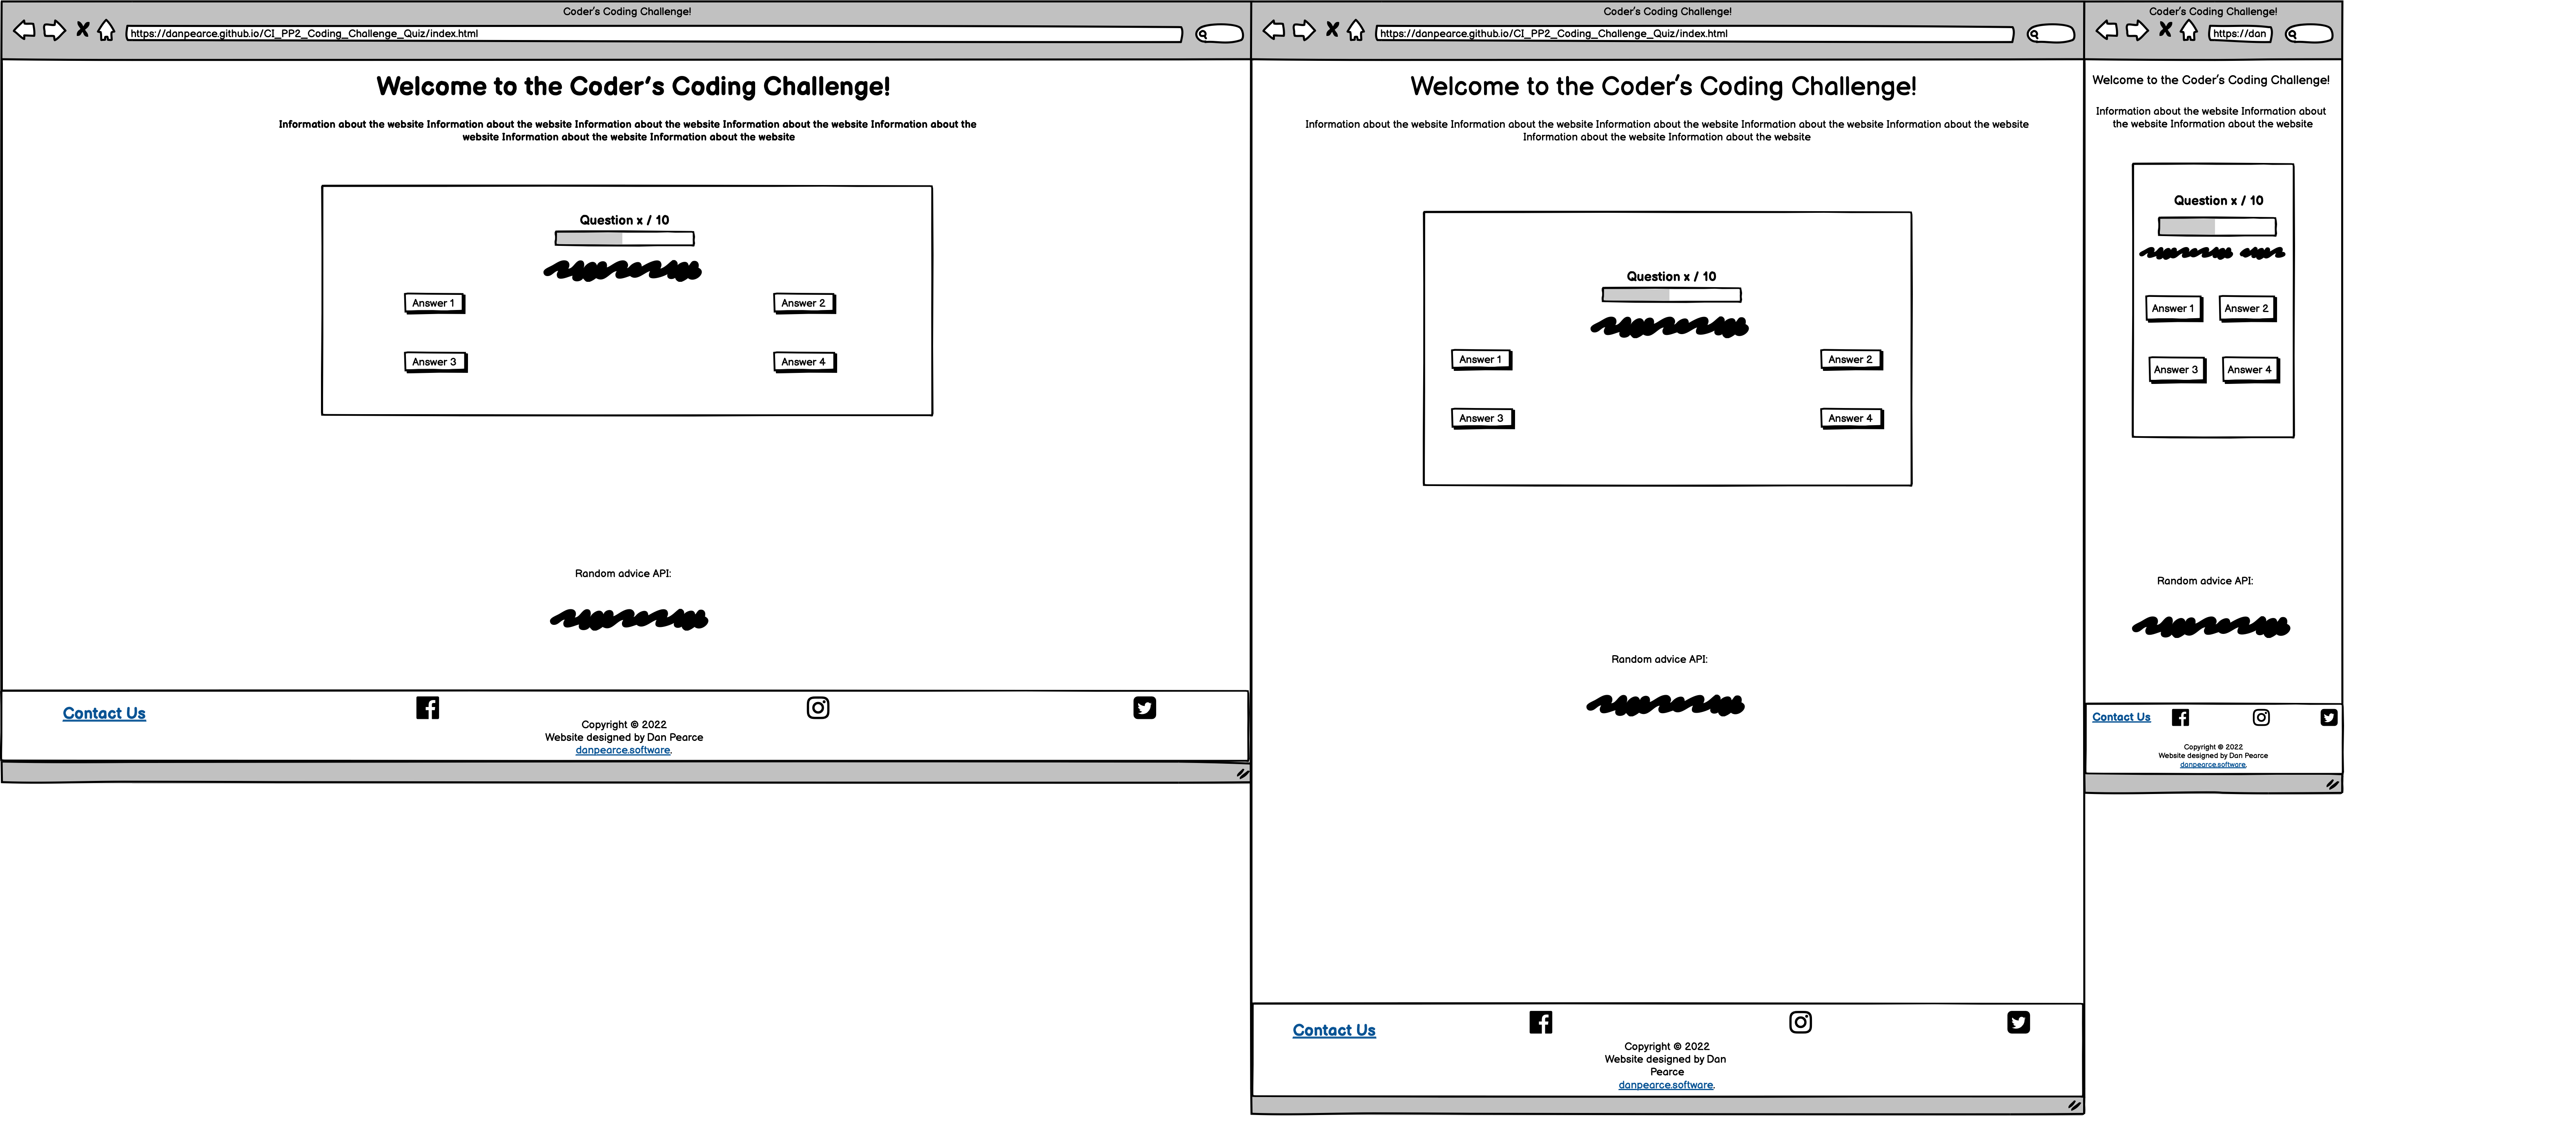 Coder's Coding Challenge!
https://danpearce.github.io/CI_PP2_Coding_Challenge_Quiz/index.html
Welcome to the Coder's Coding Challenge!
Information about the website Information about the website Information about the website Information about the website Information about the
website Information about the website Information about the website
Question x / 10
Answer 1
Answer 2
Answer 3
Answer 4
Random advice API:
Contact Us
Copyright © 2022
Website designed by Dan Pearce
danpearce.software.
Coder's Coding Challenge!
https://danpearce.github.io/CI_PP2_Coding_Challenge_Quiz/index.html
Welcome to the Coder's Coding Challenge!
Information about the website Information about the website Information about the website Information about the website Information about the website
Information about the website Information about the website
Question x / 10
Answer 1
Answer 2
Answer 3
Answer 4
Random advice API:
Contact Us
Copyright © 2022
Website designed by Dan
Pearce
danpearce.software.
Coder's Coding Challenge!
https://dan
Welcome to the Coder's Coding Challenge!
Information about the website Information about
the website Information about the website
Question x / 10
Answer 1
Answer 2
Answer 3
Answer 4
Random advice API:
Contact Us
Copyright © 2022
Website designed by Dan Pearce
danpearce.software.